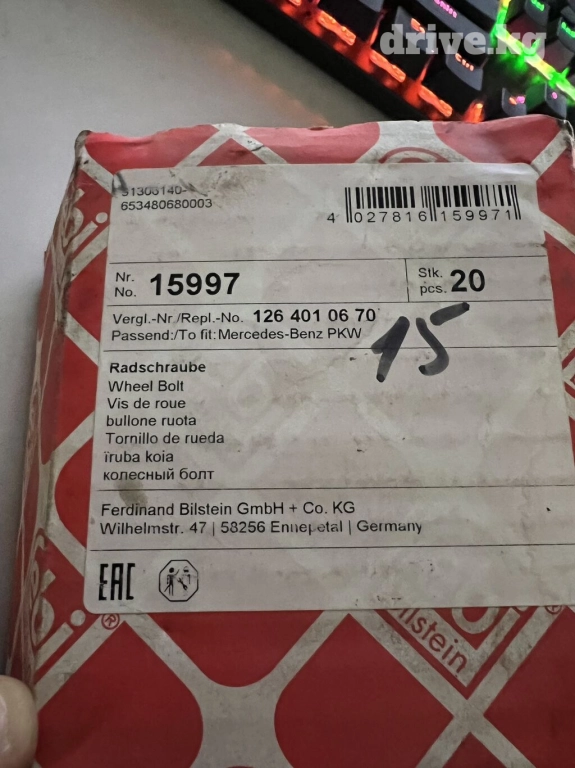 drive.kg
653480680003
4 027816 159971
Nr.
No. 15997
Stk.
pcs. 20
Vergl.-Nr./Repl.-No. 126 401 06 70
Passend:/To fit: Mercedes-Benz PKW
15
Radschraube
Wheel Bolt
Vis de roue
bullone ruota
Tornillo de rueda
колесный болт
Ferdinand Bilstein GmbH + Co. KG
Wilhelmstr. 47 | 58256 Ennepetal | Germany
EAC
bilstein